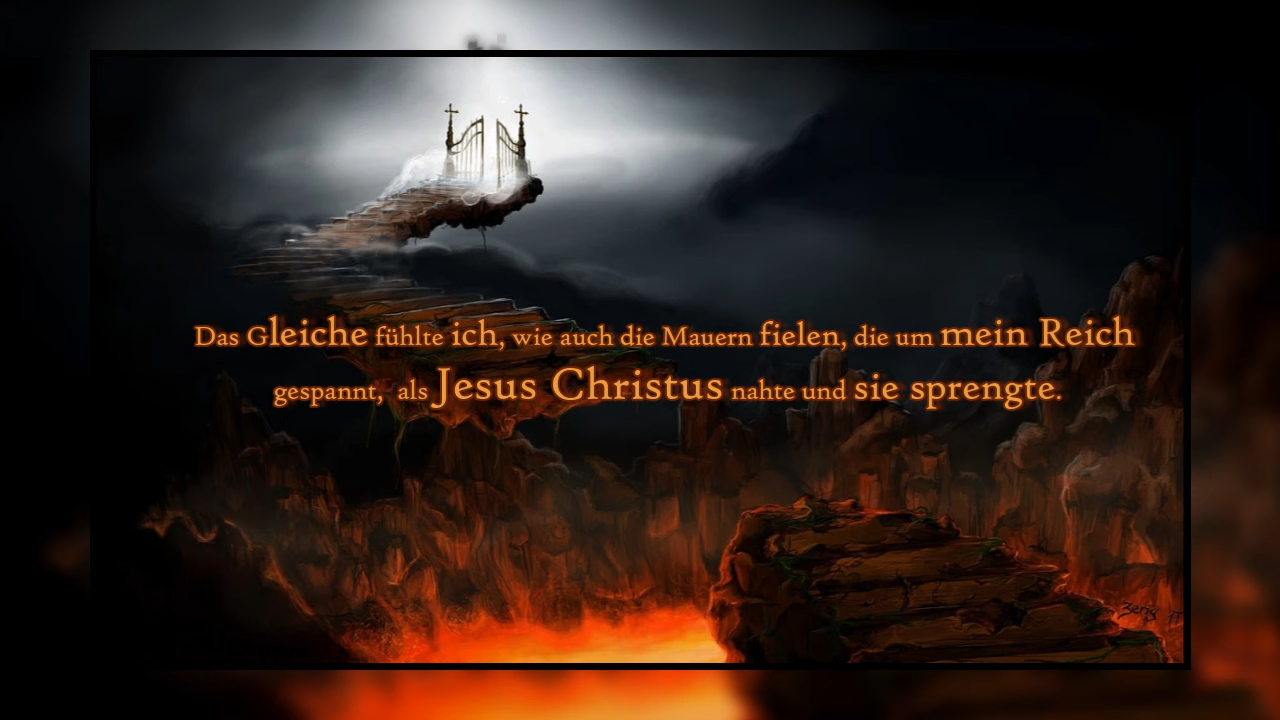 Das Gleiche fühlte ich, wie auch die Mauern fielen, die um mein Reich
gespannt, als Jesus Christus nahte und sie sprengte.